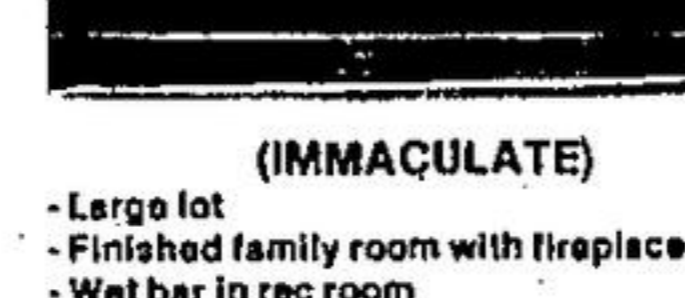 (IMMACULATE)
- Large lot
- Finished family room with fireplace
- Wet bar in rec room